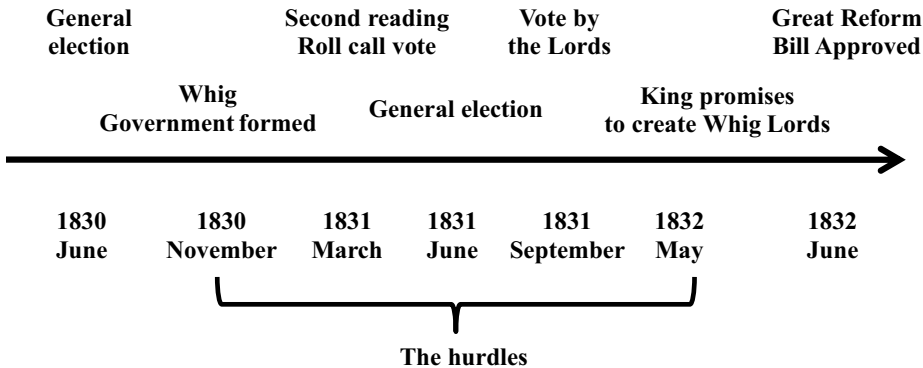 General
election
Second reading
Roll call vote
Vote by
the Lords
Great Reform
Bill Approved
Whig
Government formed
General election
King promises
to create Whig Lords
1830
June
1830
November
1831
March
1831
June
1831
September
1832
May
1832
June
The hurdles